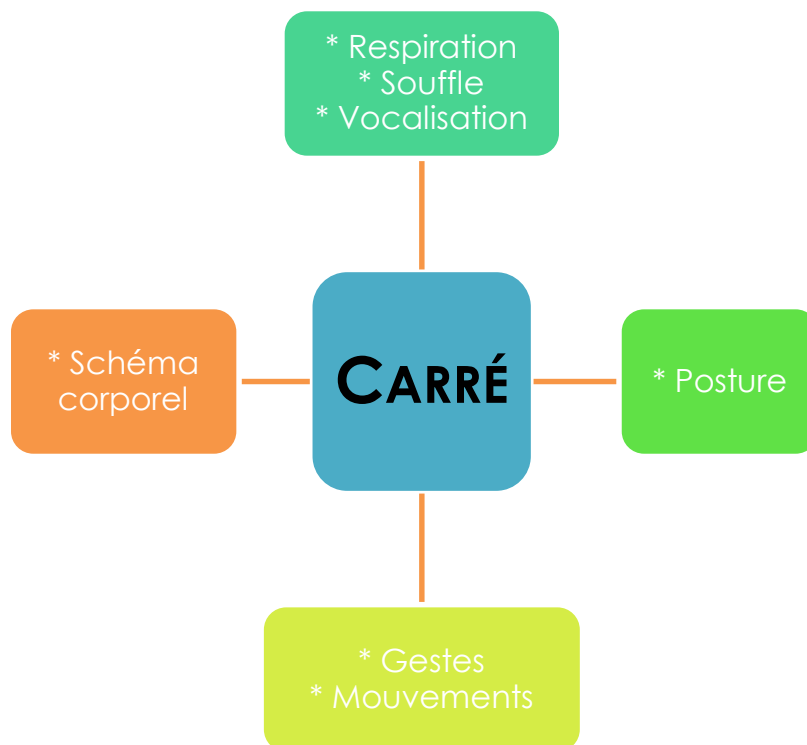 * Respiration
* Souffle
* Vocalisation
* Schéma
corporel
CARRÉ
* Posture
* Gestes
* Mouvements